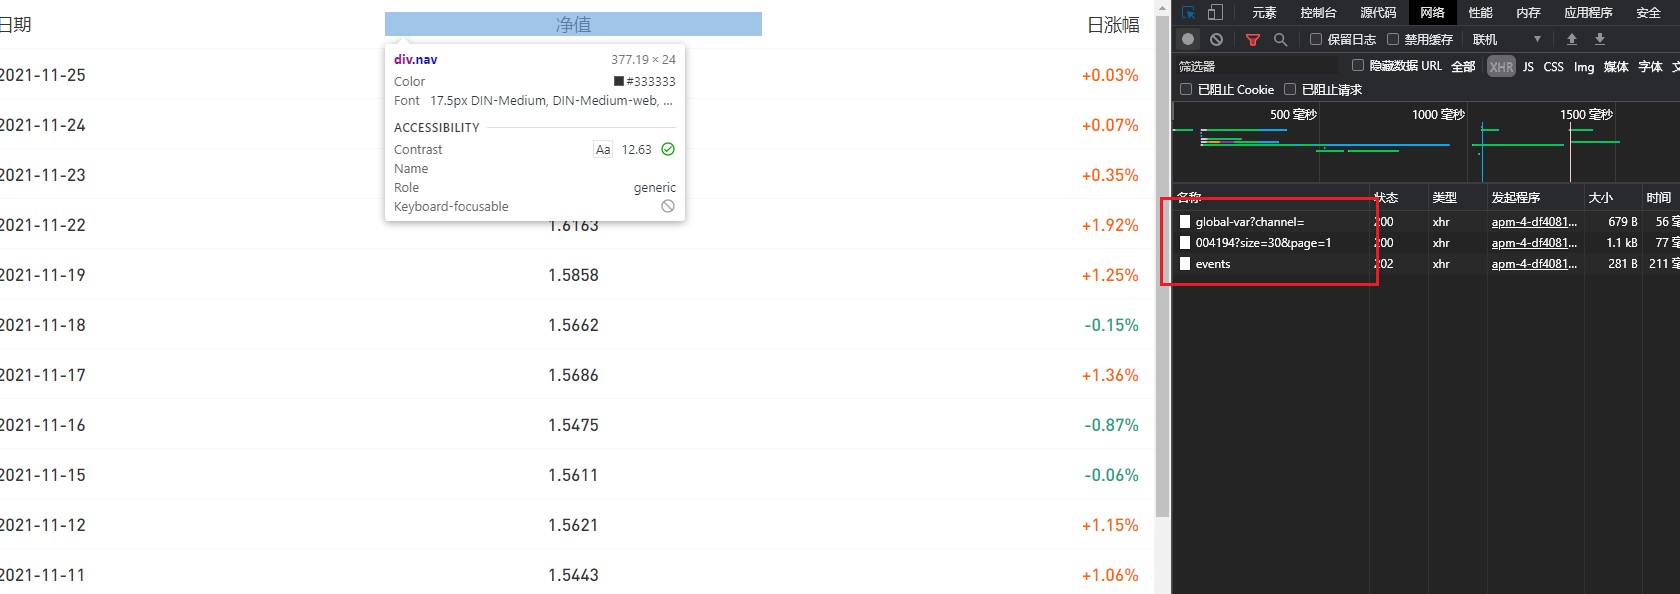 日期 净值 日涨幅
2021-11-25 +0.03%
2021-11-24 +0.07%
2021-11-23 +0.35%
2021-11-22 1.6163 +1.92%
2021-11-19 1.5858 +1.25%
2021-11-18 1.5662 -0.15%
2021-11-17 1.5686 +1.36%
2021-11-16 1.5475 -0.87%
2021-11-15 1.5611 -0.06%
2021-11-12 1.5621 +1.15%
2021-11-11 1.5443 +1.06%
div.nav 377.19 × 24
Color #333333
Font 17.5px DIN-Medium, DIN-Medium-web, ...
ACCESSIBILITY
Contrast Aa 12.63
Name
Role generic
Keyboard-focusable
元素 控制台 源代码 网络 性能 内存 应用程序 安全
保留日志 禁用缓存 联机
筛选器 隐藏数据 URL 全部 XHR JS CSS Img 媒体 字体
已阻止 Cookie 已阻止请求
500 毫秒 1000 毫秒 1500 毫秒
名称 状态 类型 发起程序 大小 时间
global-var?channel= 200 xhr apm-4-df4081... 679 B 56
004194?size=30&page=1 200 xhr apm-4-df4081... 1.1 kB 77
events 202 xhr apm-4-df4081... 281 B 211